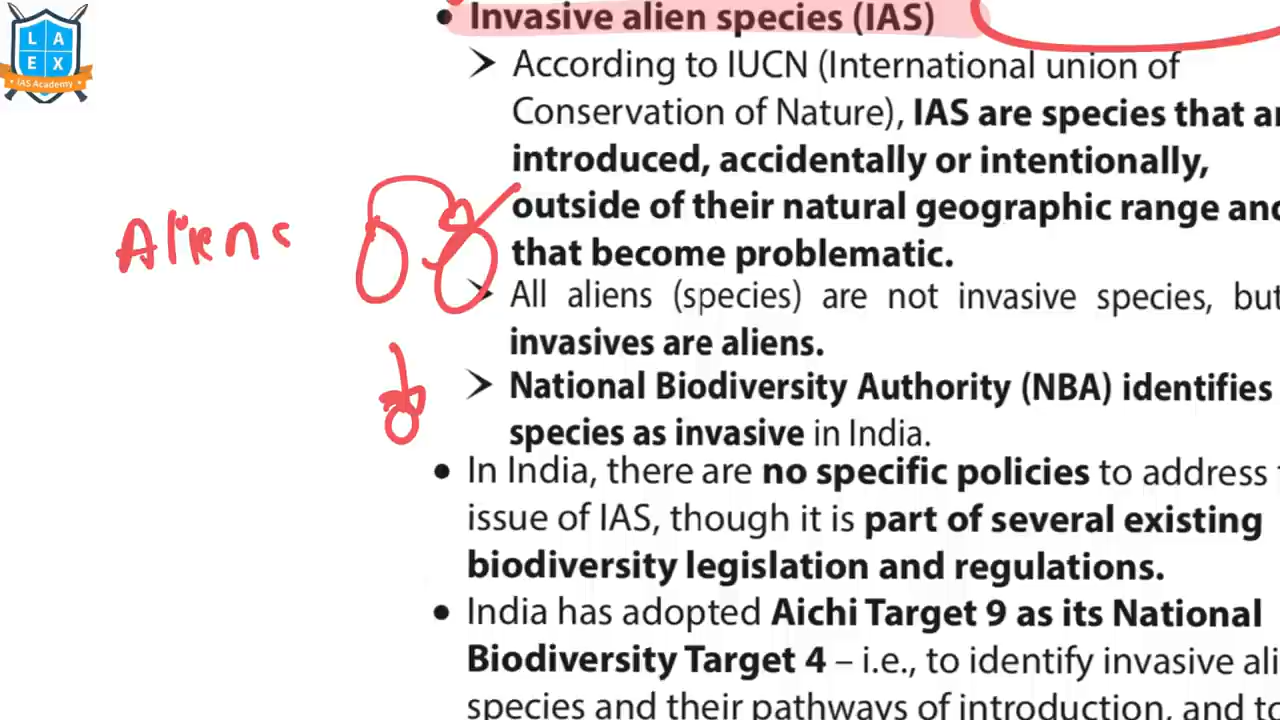 LA
EX
IAS Academy
• Invasive alien species (IAS)
➤ According to IUCN (International union of
Conservation of Nature), IAS are species that
introduced, accidentally or intentionally,
outside of their natural geographic range
that become problematic.
Aliens
➤ All aliens (species) are not invasive species, but
invasives are aliens.
➤ National Biodiversity Authority (NBA) identifies
species as invasive in India.
• In India, there are no specific policies to address
issue of IAS, though it is part of several existing
biodiversity legislation and regulations.
• India has adopted Aichi Target 9 as its National
Biodiversity Target 4 – i.e., to identify invasive
species and their pathways of introduction, and to